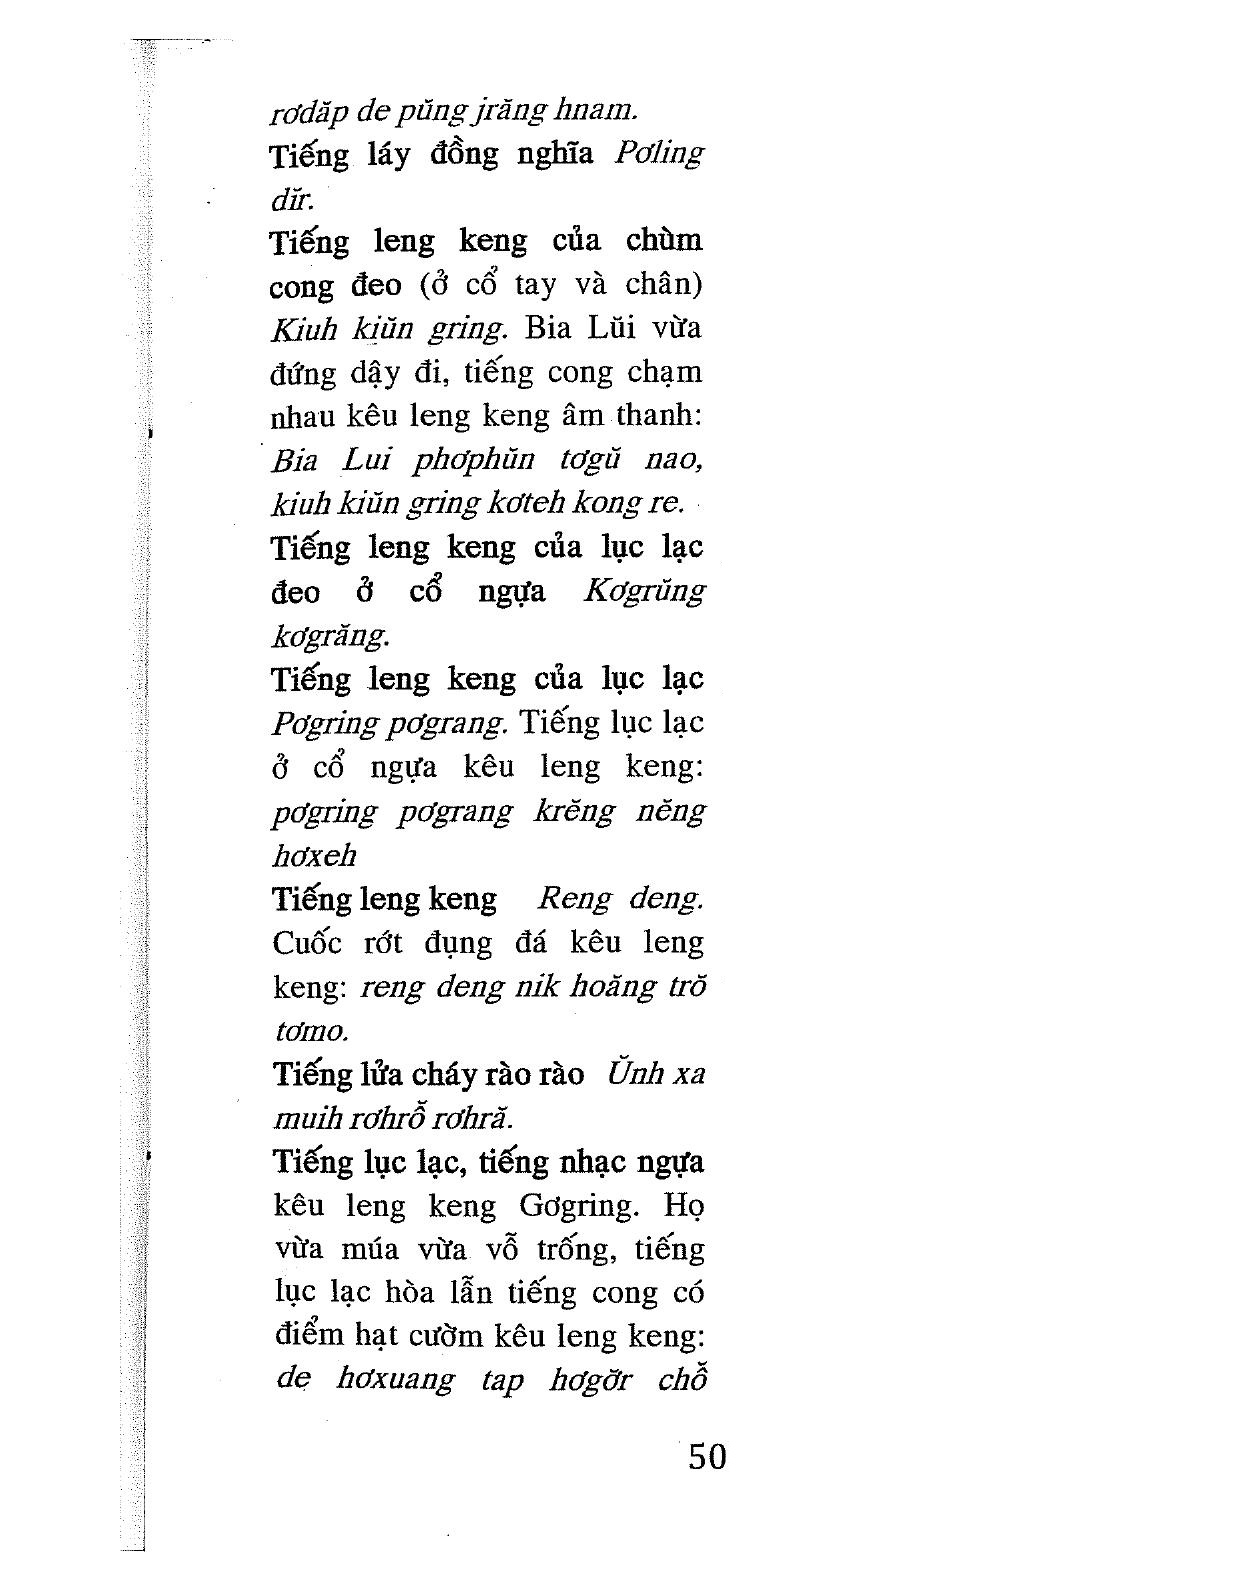 rơdăp de pŭng jrăng hnam.
Tiếng láy đồng nghĩa Pơling
dĭr.
Tiếng leng keng của chùm
cong đeo (ở cổ tay và chân)
Kiuh kiŭn gring. Bia Lŭi vừa
đứng dậy đi, tiếng cong chạm
nhau kêu leng keng âm thanh:
Bia Lui phơphŭn tơgŭ nao,
kiuh kiŭn gring kơteh kong re.
Tiếng leng keng của lục lạc
đeo ở cổ ngựa Kơgrŭng
kơgrăng.
Tiếng leng keng của lục lạc
Pơgring pơgrang. Tiếng lục lạc
ở cổ ngựa kêu leng keng:
pơgring pơgrang krĕng nĕng
hơxeh
Tiếng leng keng Reng deng.
Cuốc rớt đụng đá kêu leng
keng: reng deng nik hoăng trŏ
tơmo.
Tiếng lửa cháy rào rào Ŭnh xa
muih rơhrô̆ rơhră.
Tiếng lục lạc, tiếng nhạc ngựa
kêu leng keng Gơgring. Họ
vừa múa vừa vỗ trống, tiếng
lục lạc hòa lẫn tiếng cong có
điểm hạt cườm kêu leng keng:
de hơxuang tap hơgơ̆r chô̆
50